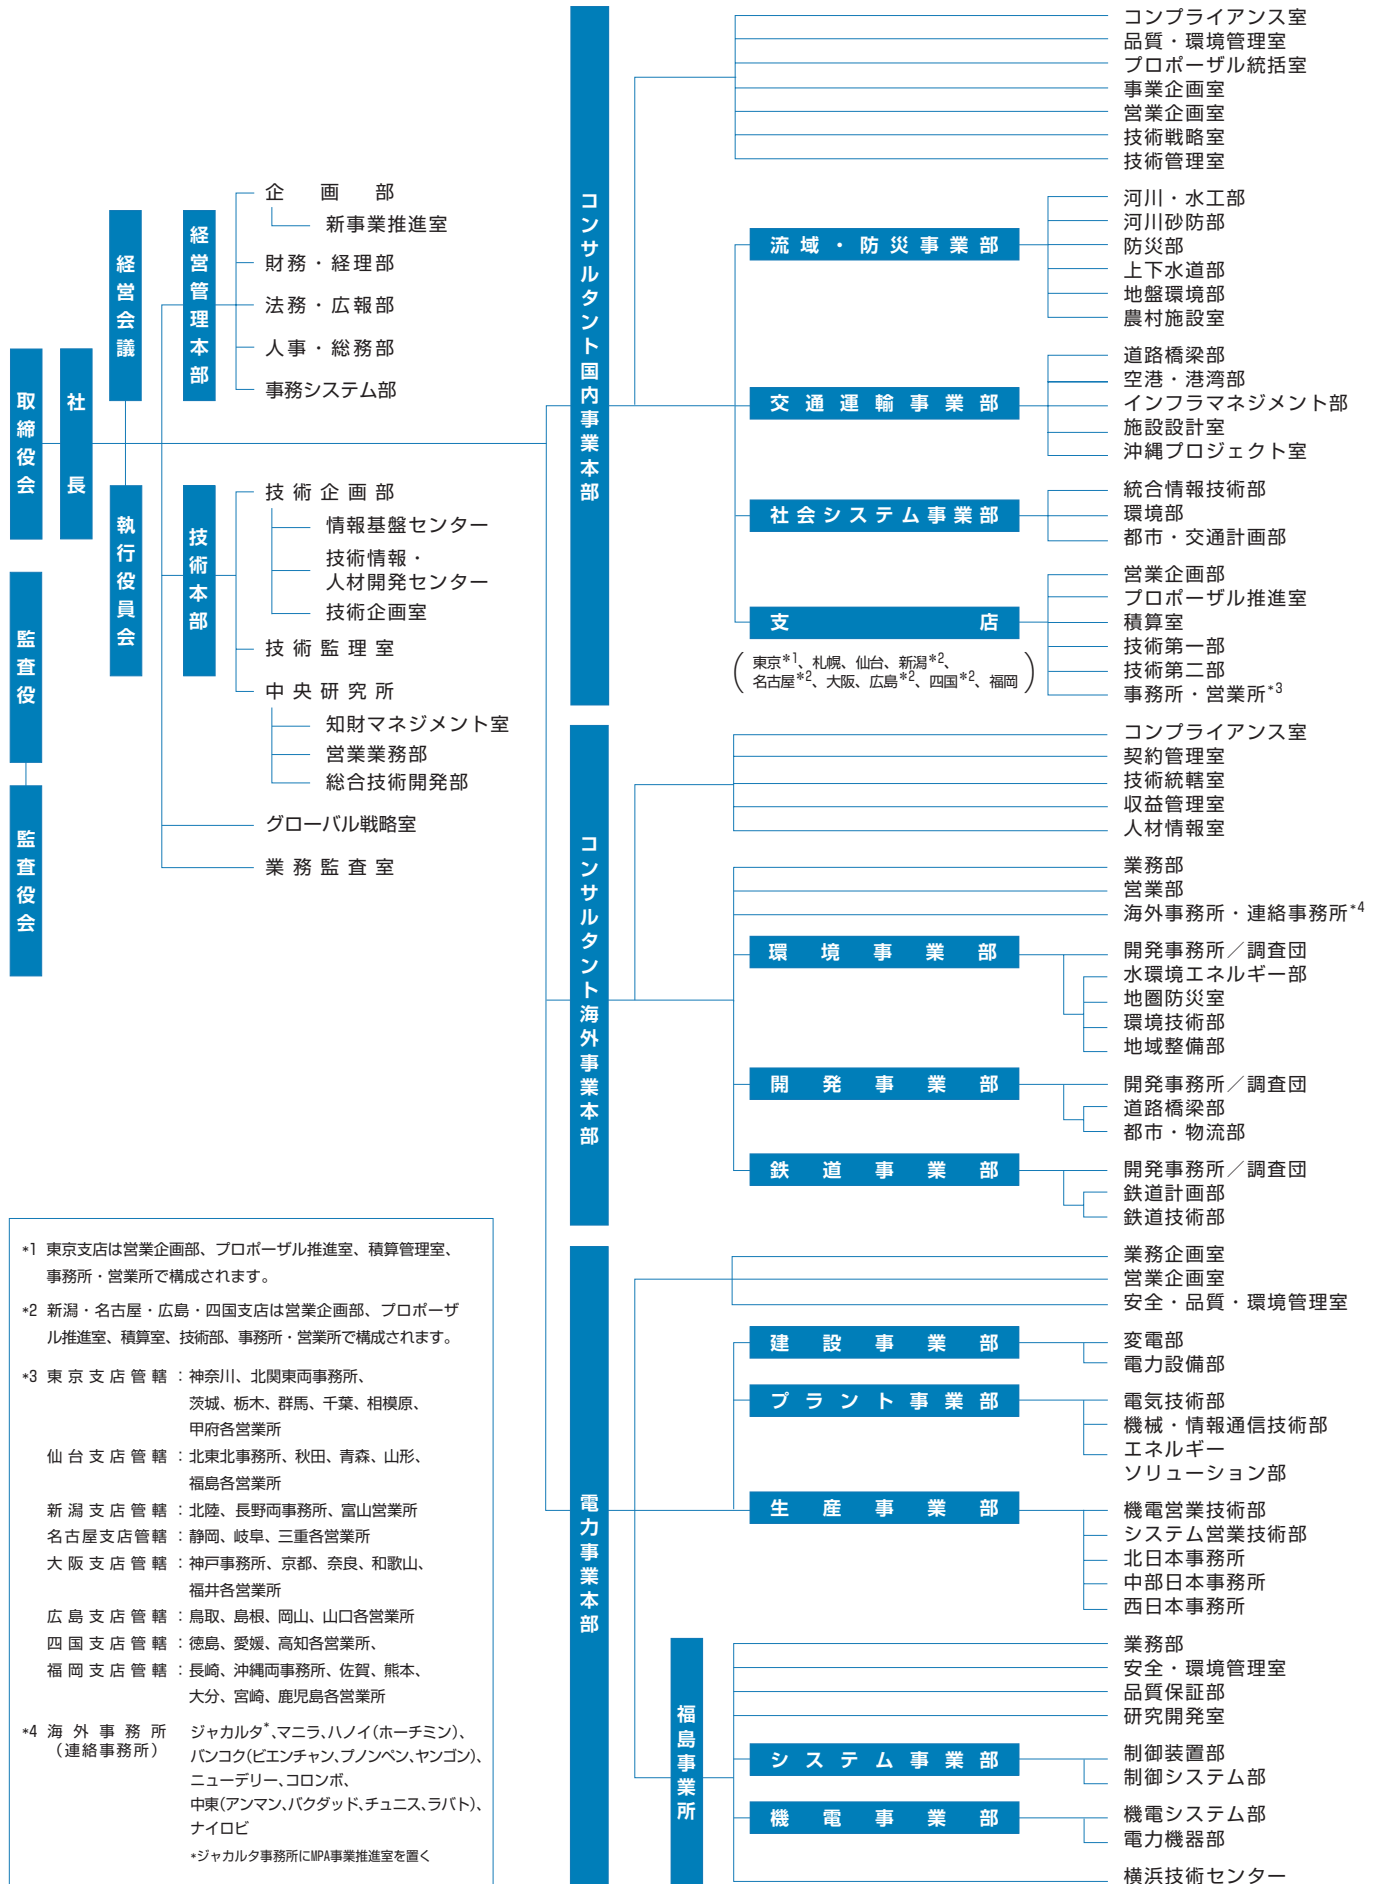 取締役会
社長
監査役
監査役会
経営会議
執行役員会
経営管理本部
企画部
新事業推進室
財務・経理部
法務・広報部
人事・総務部
事務システム部
技術本部
技術企画部
情報基盤センター
技術情報・
人材開発センター
技術企画室
技術監理室
中央研究所
知財マネジメント室
営業業務部
総合技術開発部
グローバル戦略室
業務監査室
コンサルタント国内事業本部
コンプライアンス室
品質・環境管理室
プロポーザル統括室
事業企画室
営業企画室
技術戦略室
技術管理室
流域・防災事業部
河川・水工部
河川砂防部
防災部
上下水道部
地盤環境部
農村施設室
交通運輸事業部
道路橋梁部
空港・港湾部
インフラマネジメント部
施設設計室
沖縄プロジェクト室
社会システム事業部
統合情報技術部
環境部
都市・交通計画部
支店
(東京*1、札幌、仙台、新潟*2、
名古屋*2、大阪、広島*2、四国*2、福岡)
営業企画部
プロポーザル推進室
積算室
技術第一部
技術第二部
事務所・営業所*3
コンサルタント海外事業本部
コンプライアンス室
契約管理室
技術統轄室
収益管理室
人材情報室
業務部
営業部
海外事務所・連絡事務所*4
環境事業部
開発事務所／調査団
水環境エネルギー部
地圏防災室
環境技術部
地域整備部
開発事業部
開発事務所／調査団
道路橋梁部
都市・物流部
鉄道事業部
開発事務所／調査団
鉄道計画部
鉄道技術部
電力事業本部
業務企画室
営業企画室
安全・品質・環境管理室
建設事業部
変電部
電力設備部
プラント事業部
電気技術部
機械・情報通信技術部
エネルギー
ソリューション部
生産事業部
機電営業技術部
システム営業技術部
北日本事務所
中部日本事務所
西日本事務所
福島事業所
業務部
安全・環境管理室
品質保証部
研究開発室
システム事業部
制御装置部
制御システム部
機電事業部
機電システム部
電力機器部
横浜技術センター
*1 東京支店は営業企画部、プロポーザル推進室、積算管理室、
事務所・営業所で構成されます。
*2 新潟・名古屋・広島・四国支店は営業企画部、プロポーザ
ル推進室、積算室、技術部、事務所・営業所で構成されます。
*3 東京支店管轄：神奈川、北関東両事務所、
茨城、栃木、群馬、千葉、相模原、
甲府各営業所
仙台支店管轄：北東北事務所、秋田、青森、山形、
福島各営業所
新潟支店管轄：北陸、長野両事務所、富山営業所
名古屋支店管轄：静岡、岐阜、三重各営業所
大阪支店管轄：神戸事務所、京都、奈良、和歌山、
福井各営業所
広島支店管轄：鳥取、島根、岡山、山口各営業所
四国支店管轄：徳島、愛媛、高知各営業所、
福岡支店管轄：長崎、沖縄両事務所、佐賀、熊本、
大分、宮崎、鹿児島各営業所
*4 海外事務所 ジャカルタ*、マニラ、ハノイ(ホーチミン)、
(連絡事務所) バンコク(ビエンチャン、プノンペン、ヤンゴン)、
ニューデリー、コロンボ、
中東(アンマン、バクダッド、チュニス、ラバト)、
ナイロビ
*ジャカルタ事務所にMPA事業推進室を置く